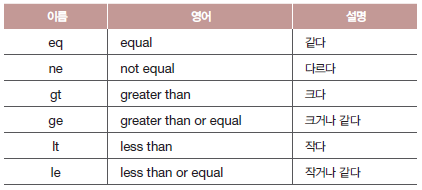 이름 영어 설명
eq equal 같다
ne not equal 다르다
gt greater than 크다
ge greater than or equal 크거나 같다
lt less than 작다
le less than or equal 작거나 같다